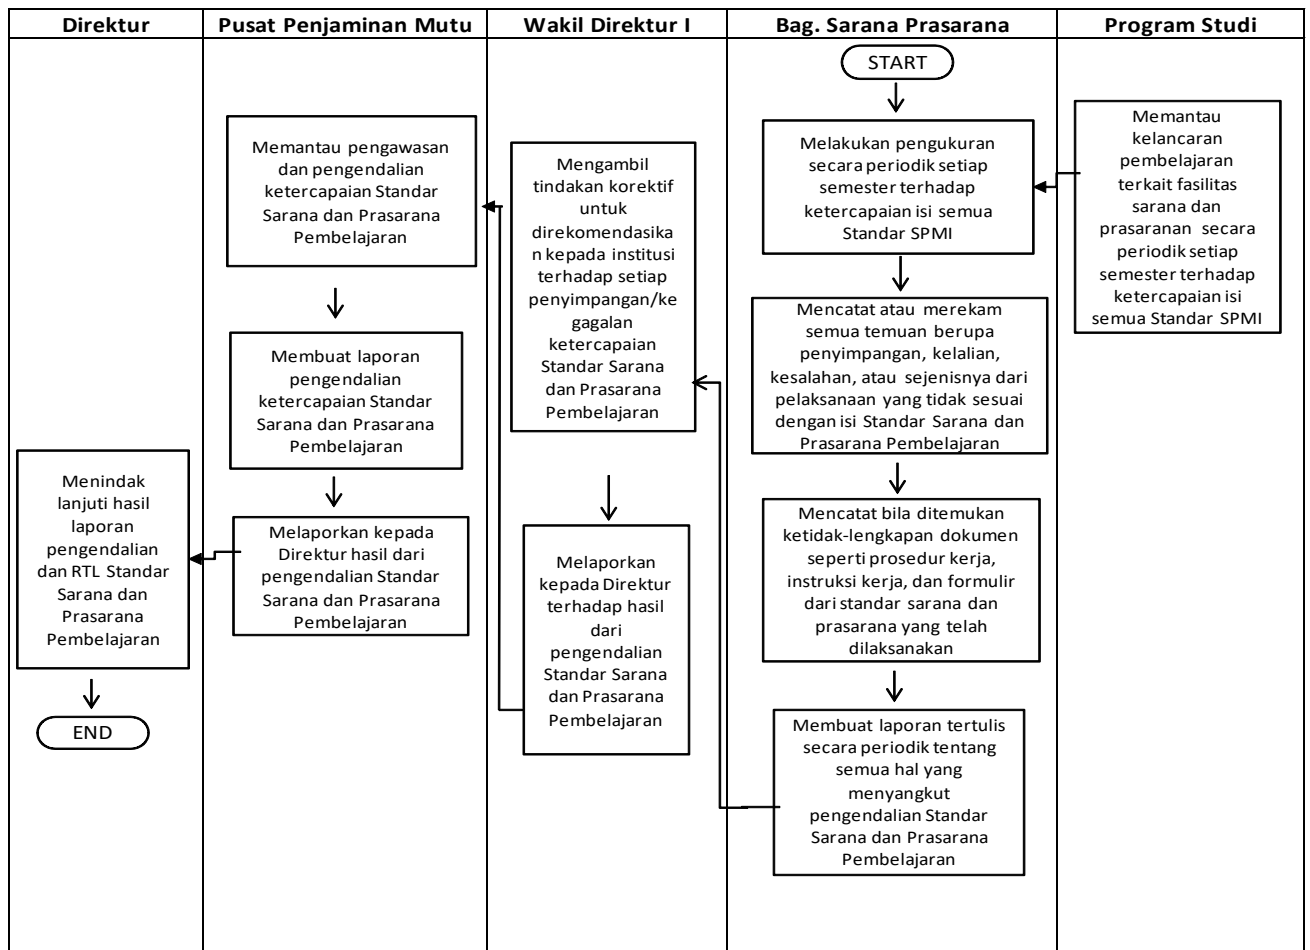 Direktur
Pusat Penjaminan Mutu
Wakil Direktur I
Bag. Sarana Prasarana
Program Studi
START
Melakukan pengukuran
secara periodik setiap
semester terhadap
ketercapaian isi semua
Standar SPMI
Memantau
kelancaran
pembelajaran
terkait fasilitas
sarana dan
prasaranan secara
periodik setiap
semester terhadap
ketercapaian isi
semua Standar SPMI
Mencatat atau merekam
semua temuan berupa
penyimpangan, kelalian,
kesalahan, atau sejenisnya dari
pelaksanaan yang tidak sesuai
dengan isi Standar Sarana dan
Prasarana Pembelajaran
Mencatat bila ditemukan
ketidak-lengkapan dokumen
seperti prosedur kerja,
instruksi kerja, dan formulir
dari standar sarana dan
prasarana yang telah
dilaksanakan
Membuat laporan tertulis
secara periodik tentang
semua hal yang
menyangkut
pengendalian Standar
Sarana dan Prasarana
Pembelajaran
Mengambil
tindakan korektif
untuk
direkomendasika
n kepada institusi
terhadap setiap
penyimpangan/ke
gagalan
ketercapaian
Standar Sarana
dan Prasarana
Pembelajaran
Melaporkan
kepada Direktur
terhadap hasil
dari
pengendalian
Standar Sarana
dan Prasarana
Pembelajaran
Memantau pengawasan
dan pengendalian
ketercapaian Standar
Sarana dan Prasarana
Pembelajaran
Membuat laporan
pengendalian
ketercapaian Standar
Sarana dan Prasarana
Pembelajaran
Melaporkan kepada
Direktur hasil dari
pengendalian Standar
Sarana dan Prasarana
Pembelajaran
Menindak
lanjuti hasil
laporan
pengendalian
dan RTL Standar
Sarana dan
Prasarana
Pembelajaran
END